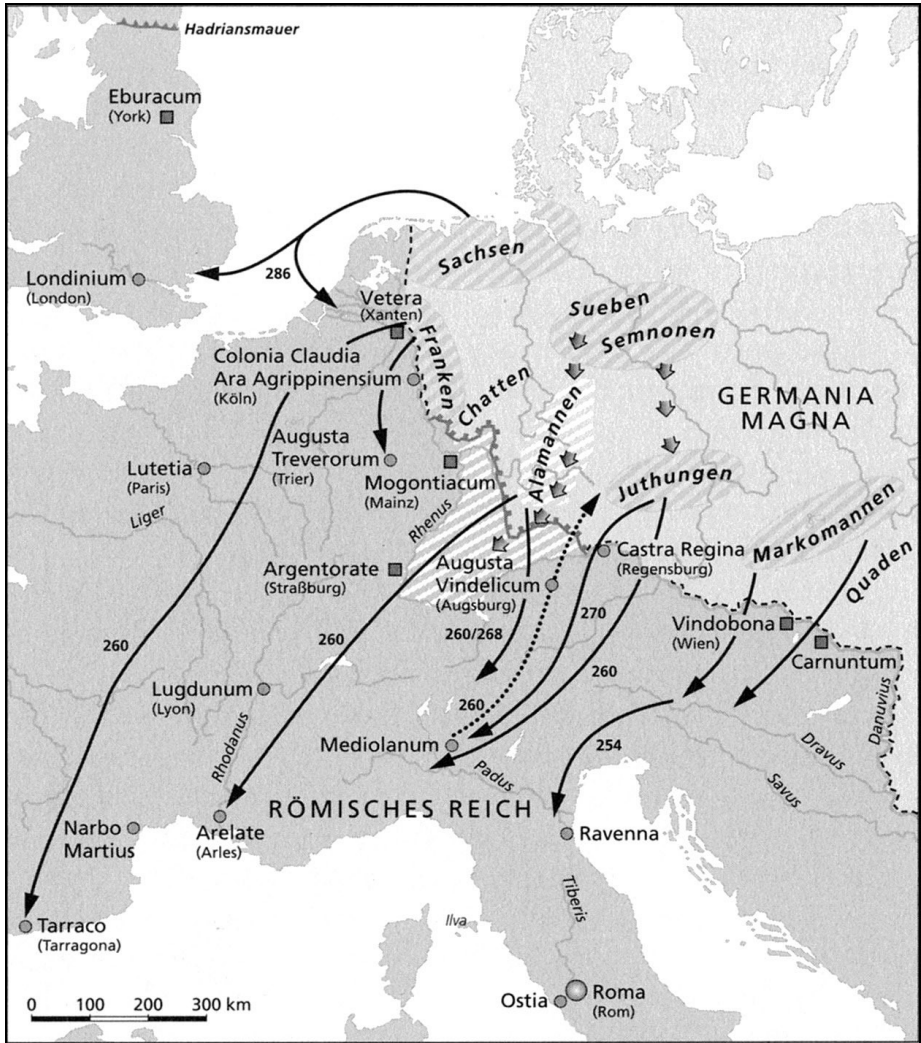 Hadriansmauer
Eburacum
(York)
Sachsen
286
Londinium
(London)
Vetera
(Xanten)
Sueben
Semnonen
Franken
Colonia Claudia
Ara Agrippinensium
(Köln)
Chatten
GERMANIA
MAGNA
Augusta
Treverorum
(Trier)
Lutetia
(Paris)
Mogontiacum
(Mainz)
Alamannen
Juthungen
Liger
Rhenus
Markomannen
Argentorate
(Straßburg)
Augusta
Vindelicum
(Augsburg)
Castra Regina
(Regensburg)
Quaden
Vindobona
(Wien)
Carnuntum
260
260
260/268
270
260
260
Lugdunum
(Lyon)
Rhodanus
Mediolanum
Padus
254
Dravus
Savus
Danuvius
RÖMISCHES REICH
Narbo
Martius
Arelate
(Arles)
Ravenna
Tiberis
Tarraco
(Tarragona)
Ilva
Ostia
Roma
(Rom)
0 100 200 300 km